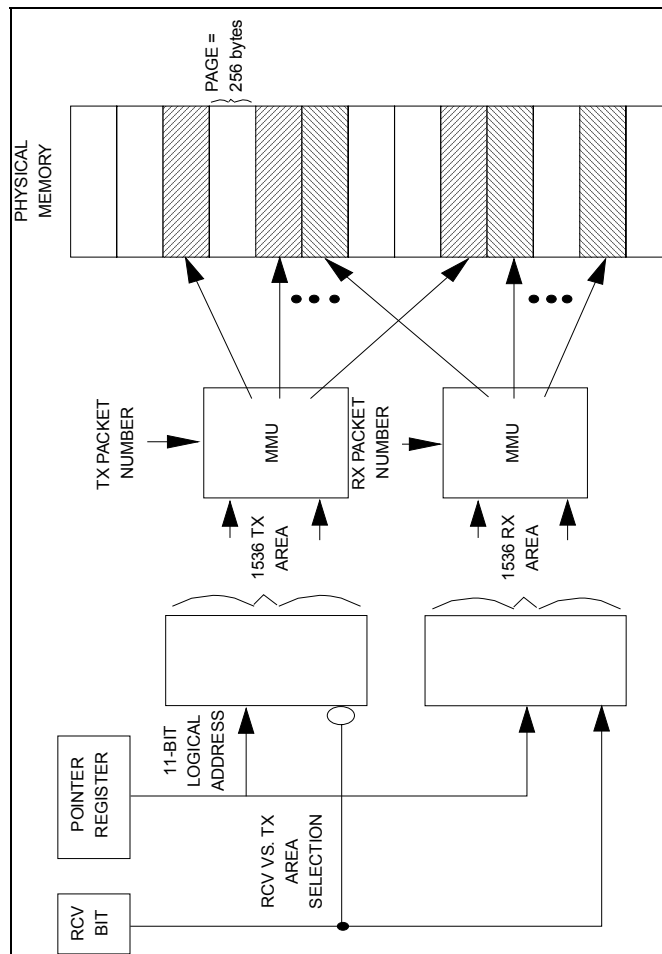 RCV
BIT
POINTER
REGISTER
11-BIT
LOGICAL
ADDRESS
RCV VS. TX
AREA
SELECTION
1536 TX
AREA
1536 RX
AREA
TX PACKET
NUMBER
MMU
RX PACKET
NUMBER
MMU
PHYSICAL
MEMORY
PAGE =
256 bytes